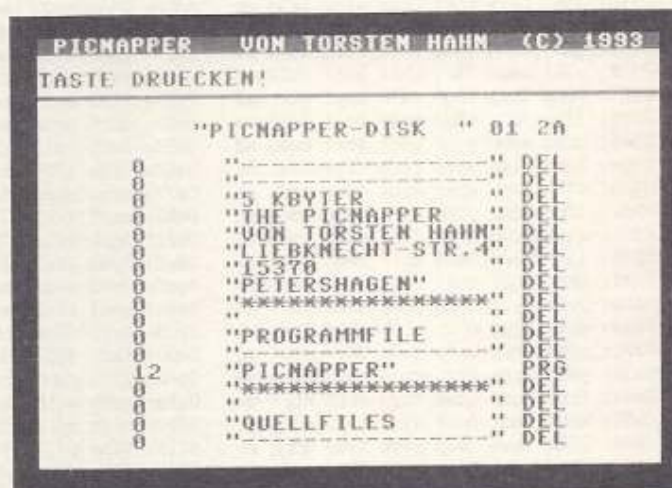 PICNAPPER VON TORSTEN HAHN (C) 1993
TASTE DRUECKEN!
"PICNAPPER-DISK " 01 2A
0 "----------------" DEL
0 "----------------" DEL
0 "5 KBYTER " DEL
0 "THE PICNAPPER " DEL
0 "VON TORSTEN HAHN" DEL
0 "LIEBKNECHT-STR.4" DEL
0 "15370 " DEL
0 "PETERSHAGEN" DEL
0 "****************" DEL
0 " " DEL
0 "PROGRAMMFILE " DEL
0 "----------------" DEL
12 "PICNAPPER" PRG
0 "****************" DEL
0 " " DEL
0 "QUELLFILES " DEL
0 "----------------" DEL